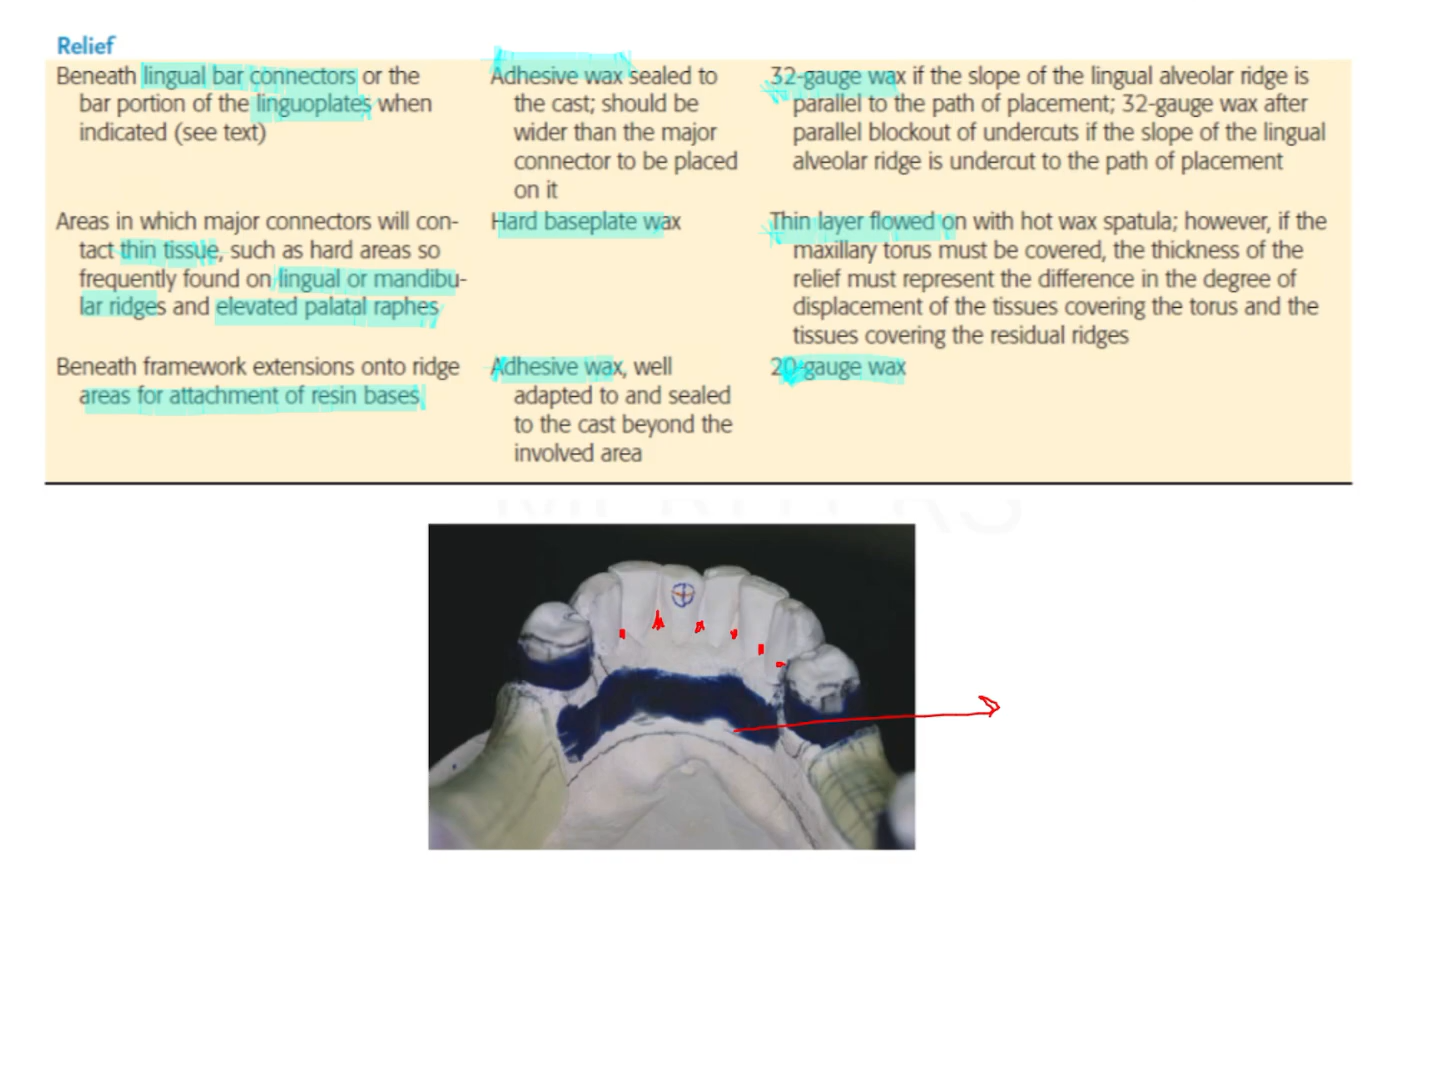 Relief
Beneath lingual bar connectors or the
bar portion of the linguoplates when
indicated (see text)
Adhesive wax sealed to
the cast; should be
wider than the major
connector to be placed
on it
32-gauge wax if the slope of the lingual alveolar ridge is
parallel to the path of placement; 32-gauge wax after
parallel blockout of undercuts if the slope of the lingual
alveolar ridge is undercut to the path of placement
Areas in which major connectors will con-
tact thin tissue, such as hard areas so
frequently found on lingual or mandibu-
lar ridges and elevated palatal raphes
Hard baseplate wax
Thin layer flowed on with hot wax spatula; however, if the
maxillary torus must be covered, the thickness of the
relief must represent the difference in the degree of
displacement of the tissues covering the torus and the
tissues covering the residual ridges
Beneath framework extensions onto ridge
areas for attachment of resin bases
Adhesive wax, well
adapted to and sealed
to the cast beyond the
involved area
20-gauge wax